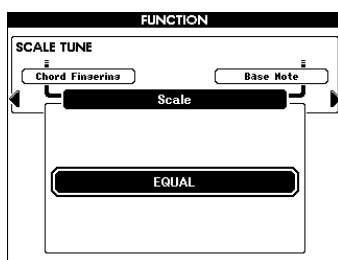 FUNCTION
SCALE TUNE
Chord Fingering
Base Note
Scale
EQUAL